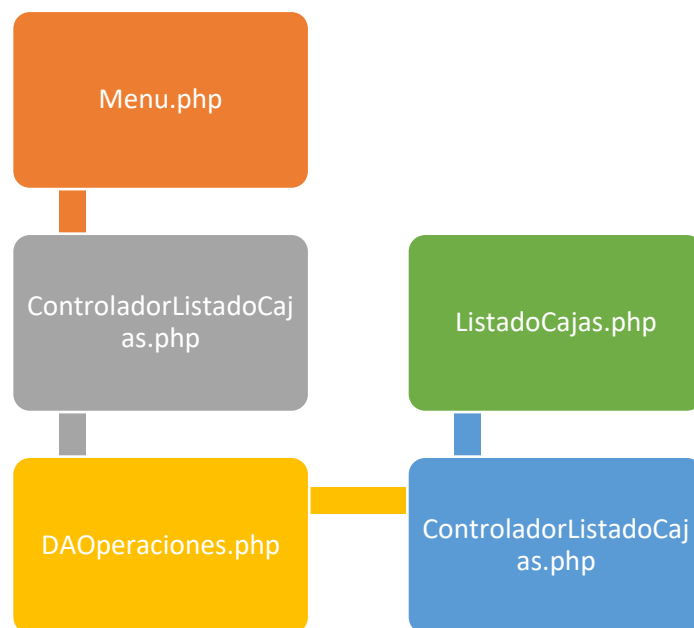 Menu.php
ControladorListadoCaj
as.php
DAOperaciones.php
ControladorListadoCaj
as.php
ListadoCajas.php